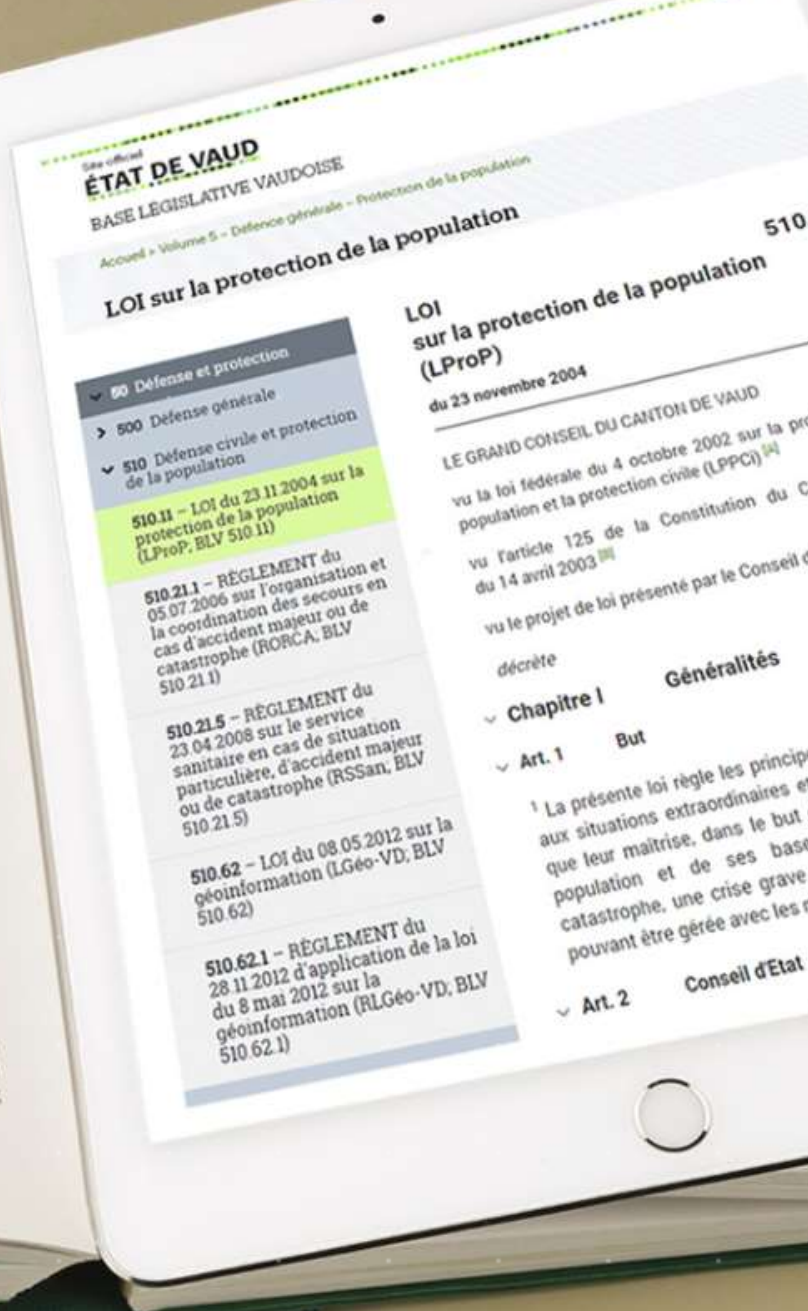 Site officiel
ÉTAT DE VAUD
BASE LÉGISLATIVE VAUDOISE
Accueil > Volume 5 – Défence générale – Protection de la population
LOI sur la protection de la population
50 Défense et protection
500 Défense générale
510 Défense civile et protection
de la population
510.11 – LOI du 23.11.2004 sur la
protection de la population
(LProP; BLV 510.11)
510.21.1 – RÈGLEMENT du
05.07.2006 sur l'organisation et
la coordination des secours en
cas d'accident majeur ou de
catastrophe (RORCA; BLV
510.21.1)
510.21.5 – RÈGLEMENT du
23.04.2008 sur le service
sanitaire en cas de situation
particulière, d'accident majeur
ou de catastrophe (RSSan; BLV
510.21.5)
510.62 – LOI du 08.05.2012 sur la
géoinformation (LGéo-VD; BLV
510.62)
510.62.1 – RÈGLEMENT du
28.11.2012 d'application de la loi
du 8 mai 2012 sur la
géoinformation (RLGéo-VD; BLV
510.62.1)
510
LOI
sur la protection de la population
(LProP)
du 23 novembre 2004
LE GRAND CONSEIL DU CANTON DE VAUD
vu la loi fédérale du 4 octobre 2002 sur la pro
population et la protection civile (LPPCi) [A]
vu l'article 125 de la Constitution du C
du 14 avril 2003 [B]
vu le projet de loi présenté par le Conseil d
décrète
Chapitre I Généralités
Art. 1 But
1 La présente loi règle les princip
aux situations extraordinaires et
que leur maîtrise, dans le but
population et de ses base
catastrophe, une crise grave
pouvant être gérée avec les
Art. 2 Conseil d'Etat